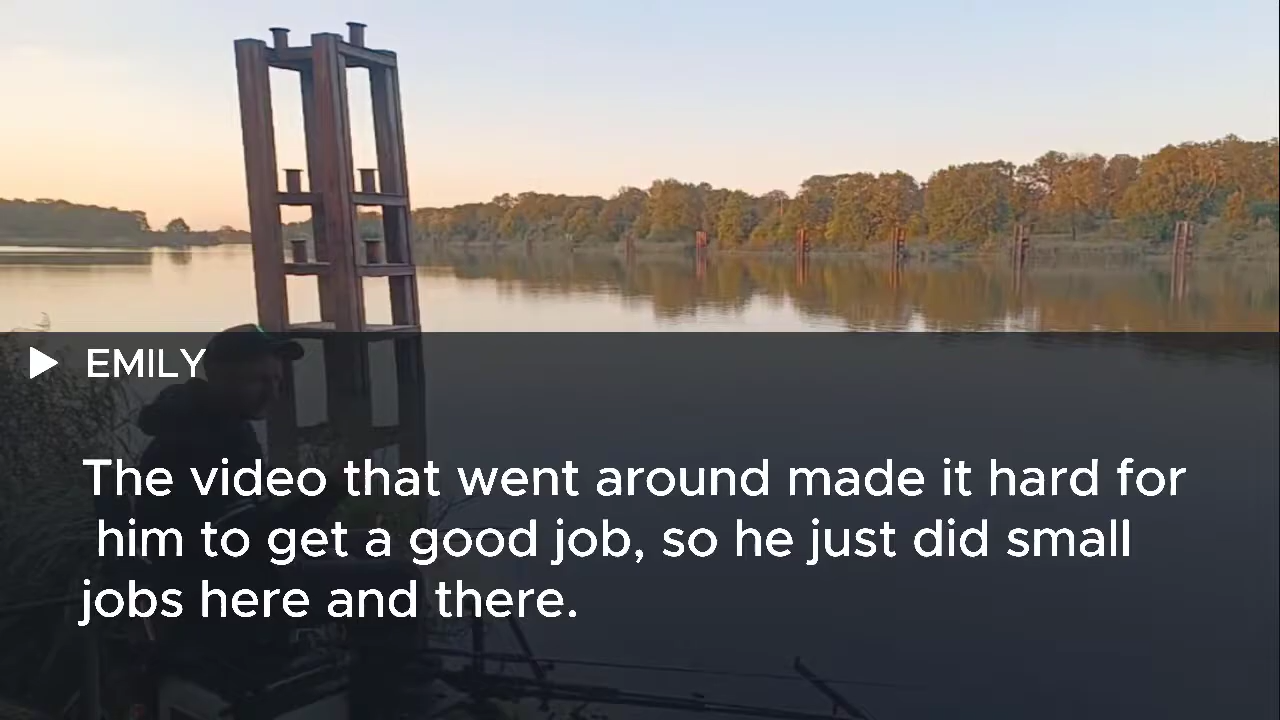 EMILY
The video that went around made it hard for
him to get a good job, so he just did small
jobs here and there.